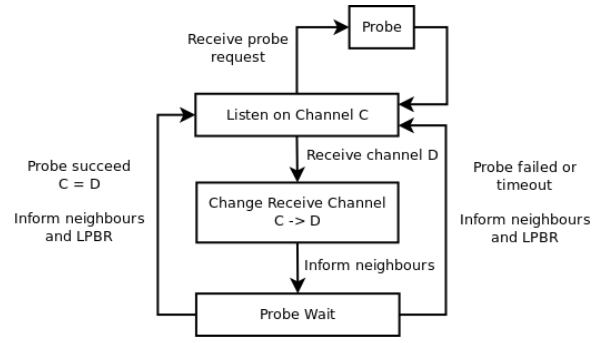 Probe
Receive probe
request
Listen on Channel C
Receive channel D
Probe succeed
C = D
Inform neighbours
and LPBR
Probe failed or
timeout
Inform neighbours
and LPBR
Change Receive Channel
C -> D
Inform neighbours
Probe Wait